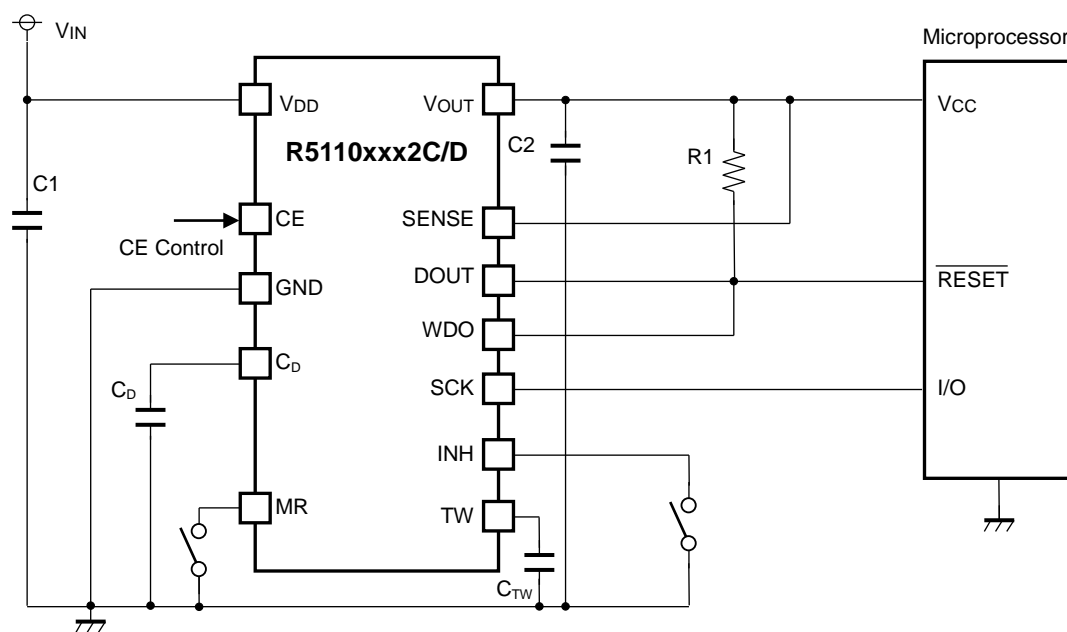 VIN
Microprocessor
VDD
VOUT
VCC
R5110xxx2C/D
C2
R1
C1
CE
SENSE
CE Control
DOUT
RESET
GND
WDO
CD
CD
SCK
I/O
INH
MR
TW
CTW